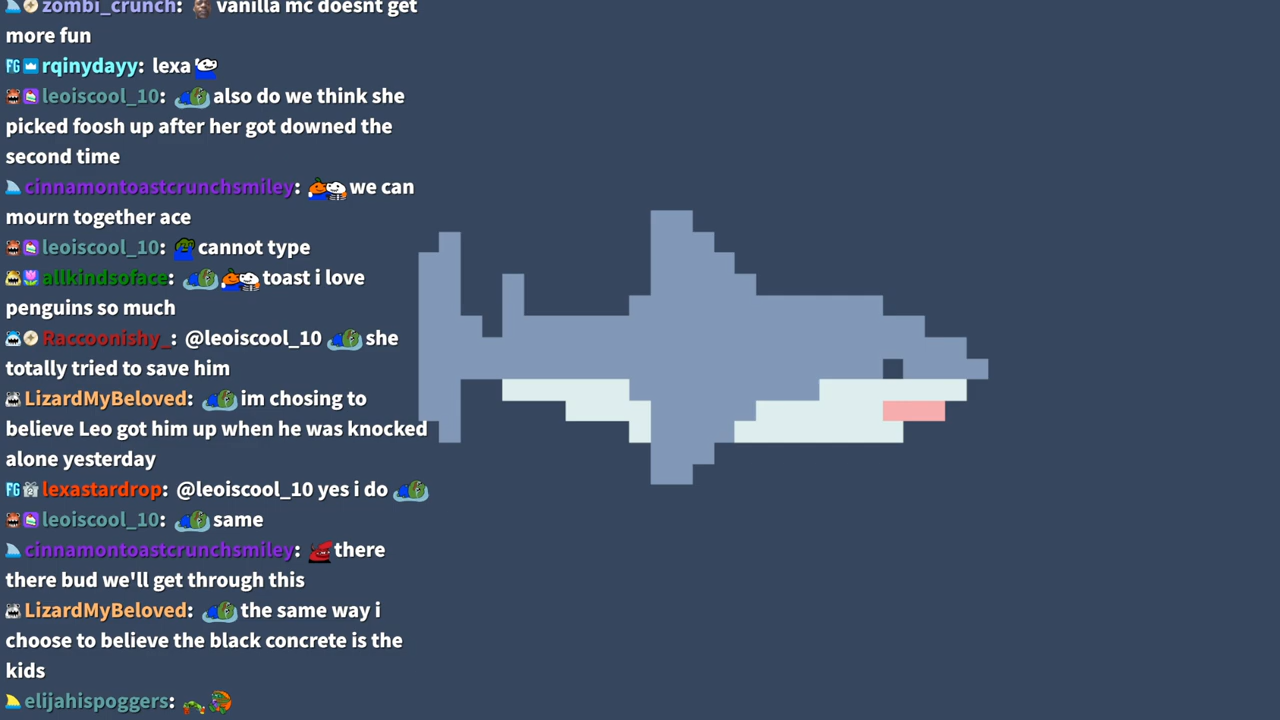 zombi_crunch: vanilla mc doesnt get
more fun
FG rqinydayy: lexa
leoiscool_10: also do we think she
picked foosh up after her got downed the
second time
cinnamontoastcrunchsmiley: we can
mourn together ace
leoiscool_10: cannot type
allkindsoface: toast i love
penguins so much
Raccoonishy_: @leoiscool_10 she
totally tried to save him
LizardMyBeloved: im chosing to
believe Leo got him up when he was knocked
alone yesterday
FG lexastardrop: @leoiscool_10 yes i do
leoiscool_10: same
cinnamontoastcrunchsmiley: there
there bud we'll get through this
LizardMyBeloved: the same way i
choose to believe the black concrete is the
kids
elijahispoggers: